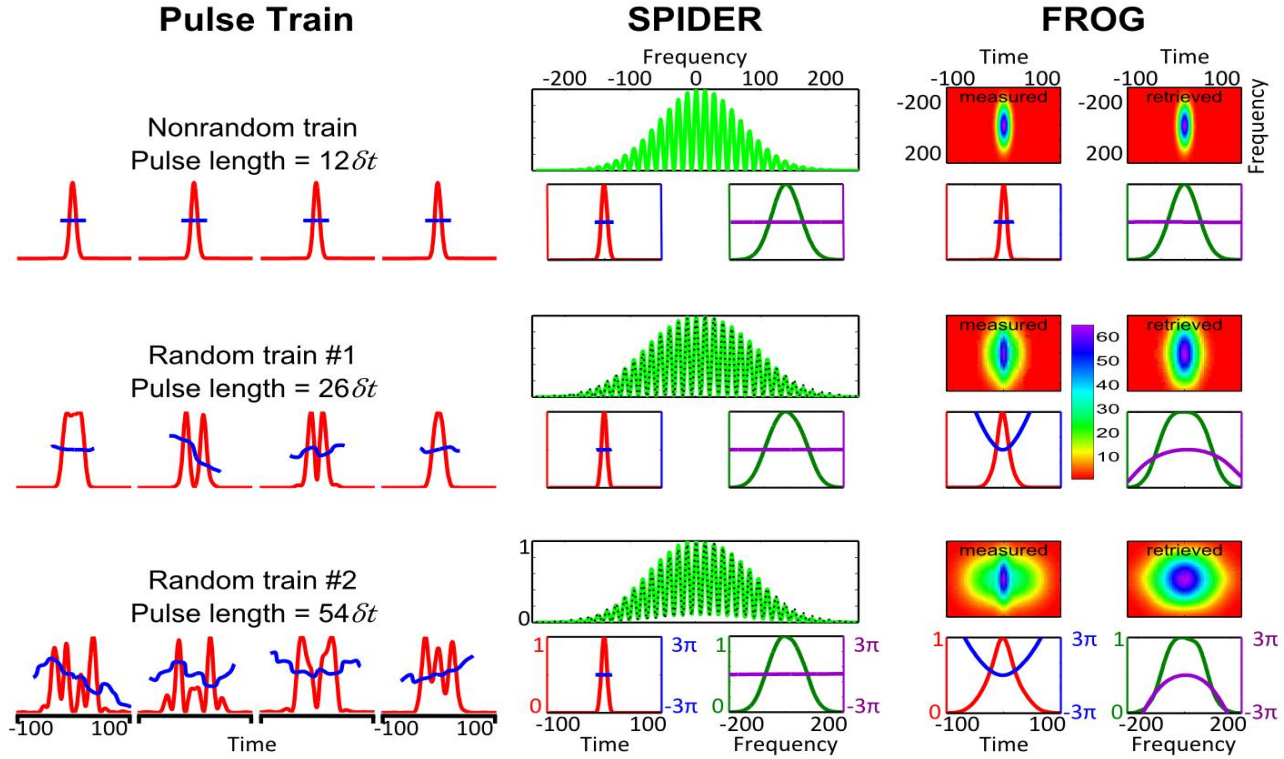 Pulse Train SPIDER FROG
Frequency Time Time
-200 -100 0 100 200 -100 100 -100 100
measured retrieved
-200 -200
Nonrandom train
Pulse length = 12δt
200 200
Frequency
measured retrieved
Random train #1
Pulse length = 26δt
60
50
40
30
20
10
1 measured retrieved
Random train #2
Pulse length = 54δt
0
1 3π 3π 1 3π 3π
0 -3π -3π 0 -3π -3π
-100 100 -100 100 -200 200 -100 100 -200 200
Time Time Frequency Time Frequency